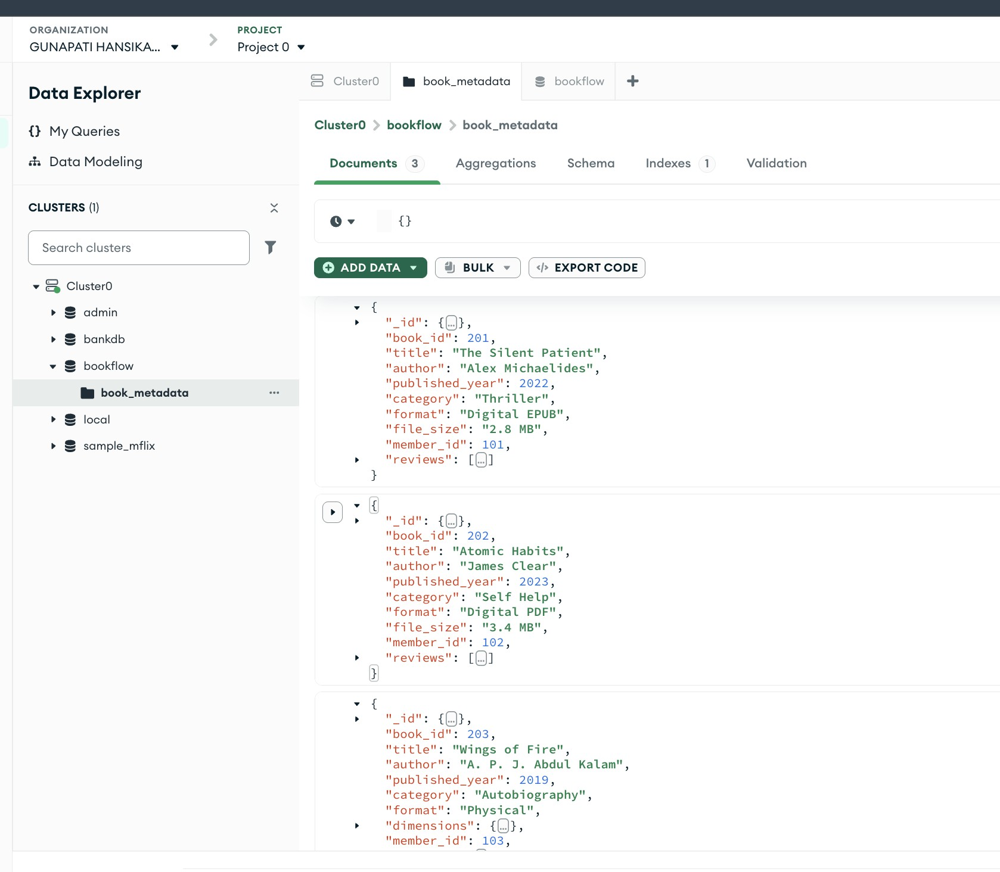 ORGANIZATION
GUNAPATI HANSIKA...
PROJECT
Project 0
Data Explorer
{} My Queries
Data Modeling
CLUSTERS (1)
Search clusters
Cluster0
admin
bankdb
bookflow
book_metadata
local
sample_mflix
Cluster0
book_metadata
bookflow
Cluster0 > bookflow > book_metadata
Documents 3
Aggregations
Schema
Indexes 1
Validation
{}
ADD DATA
BULK
</> EXPORT CODE
{
"_id": {…},
"book_id": 201,
"title": "The Silent Patient",
"author": "Alex Michaelides",
"published_year": 2022,
"category": "Thriller",
"format": "Digital EPUB",
"file_size": "2.8 MB",
"member_id": 101,
"reviews": […]
}
{
"_id": {…},
"book_id": 202,
"title": "Atomic Habits",
"author": "James Clear",
"published_year": 2023,
"category": "Self Help",
"format": "Digital PDF",
"file_size": "3.4 MB",
"member_id": 102,
"reviews": […]
}
{
"_id": {…},
"book_id": 203,
"title": "Wings of Fire",
"author": "A. P. J. Abdul Kalam",
"published_year": 2019,
"category": "Autobiography",
"format": "Physical",
"dimensions": {…},
"member_id": 103,